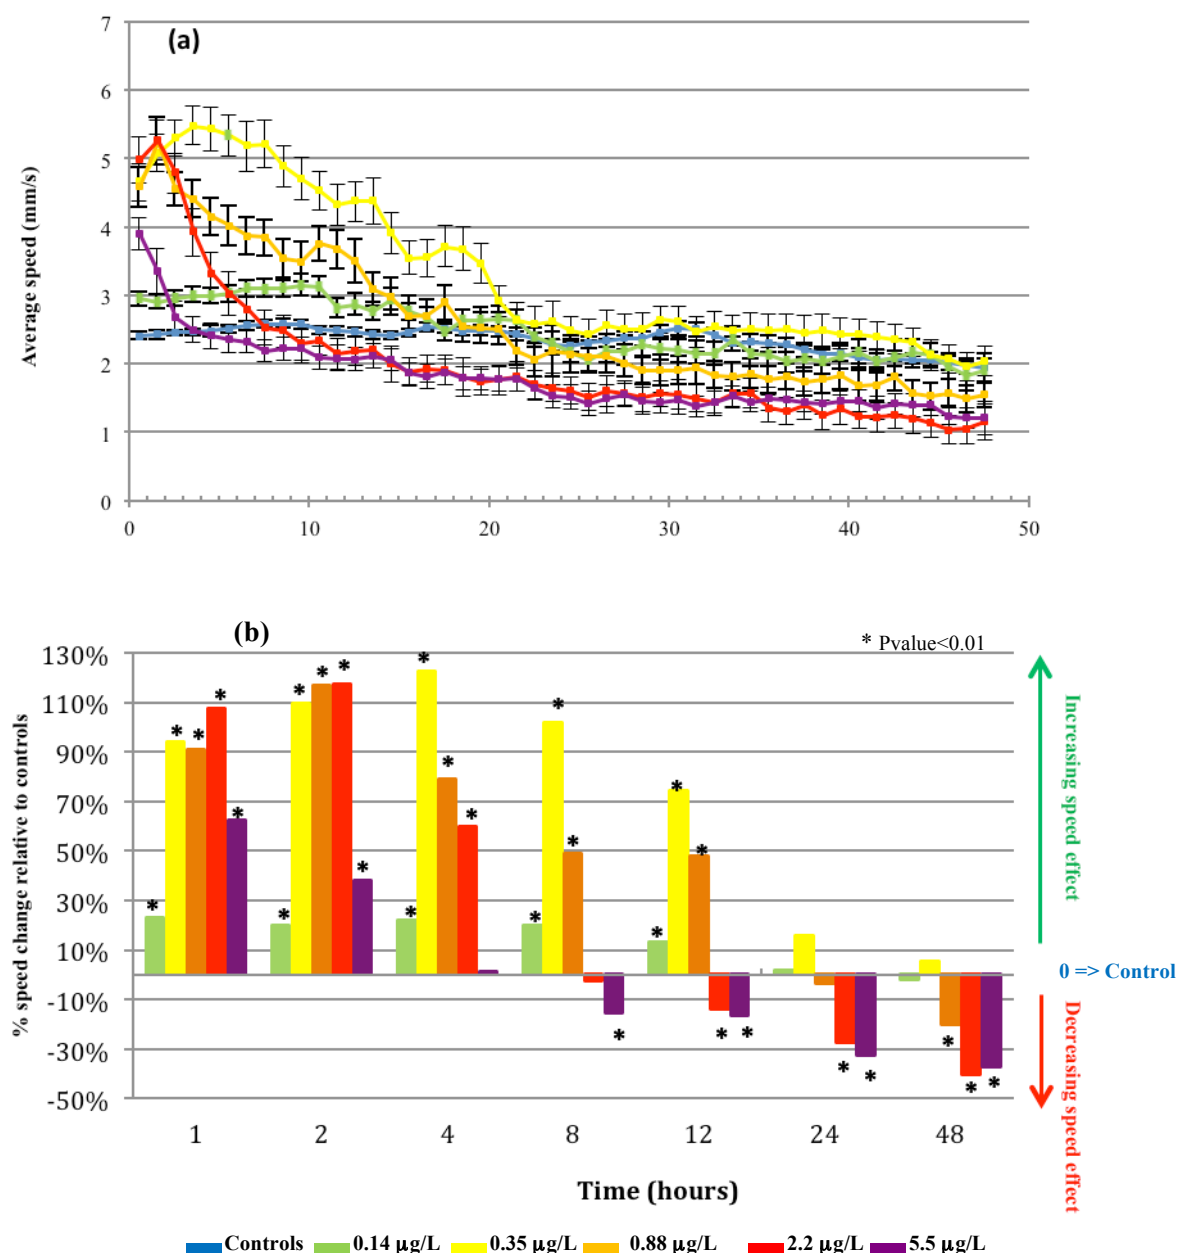 7
(a)
6
5
4
3
2
1
0
Average speed (mm/s)
0 10 20 30 40 50
(b)
* Pvalue<0.01
130%
110%
90%
70%
50%
30%
10%
-10%
-30%
-50%
% speed change relative to controls
* * * * *
* * * *
* * * *
* * * *
* * * * *
* *
* * *
Increasing speed effect
0 => Control
Decreasing speed effect
1 2 4 8 12 24 48
Time (hours)
Controls 0.14 µg/L 0.35 µg/L 0.88 µg/L 2.2 µg/L 5.5 µg/L